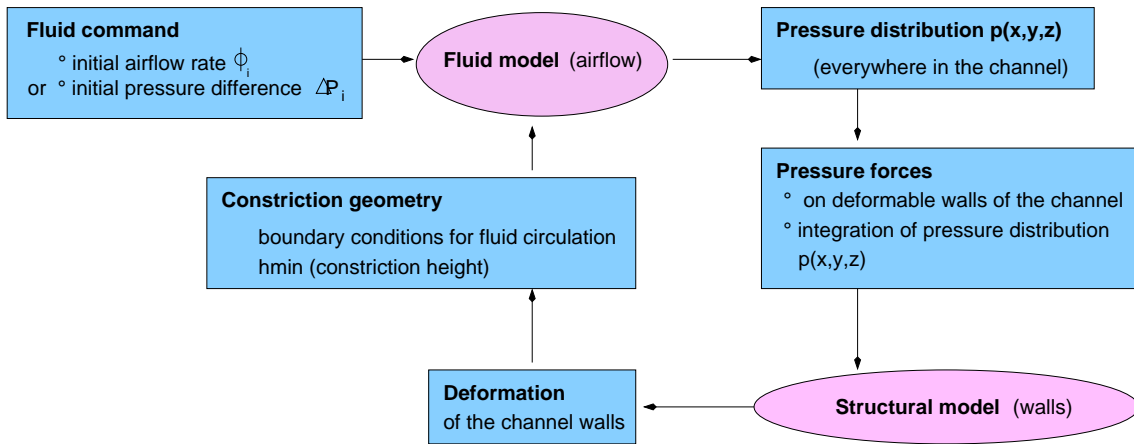 Fluid command
° initial airflow rate ϕi
or ° initial pressure difference ΔPi
Fluid model (airflow)
Pressure distribution p(x,y,z)
(everywhere in the channel)
Pressure forces
° on deformable walls of the channel
° integration of pressure distribution
p(x,y,z)
Constriction geometry
boundary conditions for fluid circulation
hmin (constriction height)
Deformation
of the channel walls
Structural model (walls)